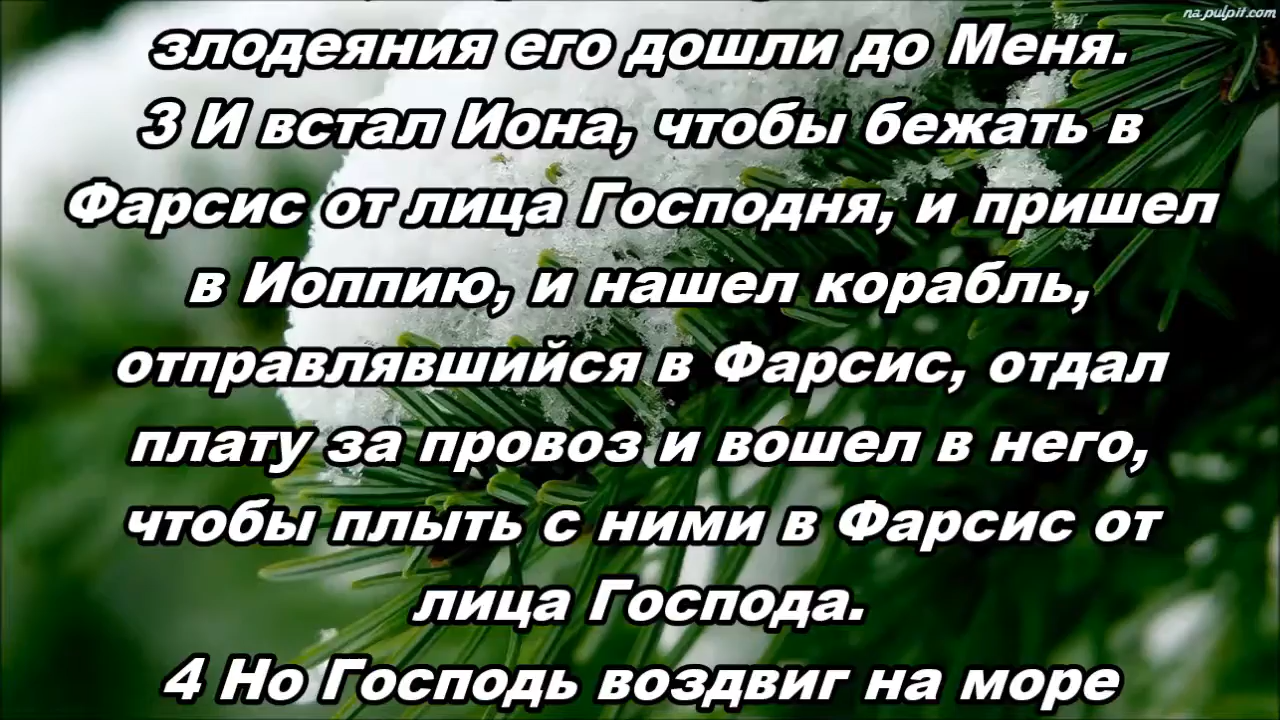 na.pulpit.com
злодеяния его дошли до Меня.
3 И встал Иона, чтобы бежать в
Фарсис от лица Господня, и пришел
в Иоппию, и нашел корабль,
отправлявшийся в Фарсис, отдал
плату за провоз и вошел в него,
чтобы плыть с ними в Фарсис от
лица Господа.
4 Но Господь воздвиг на море